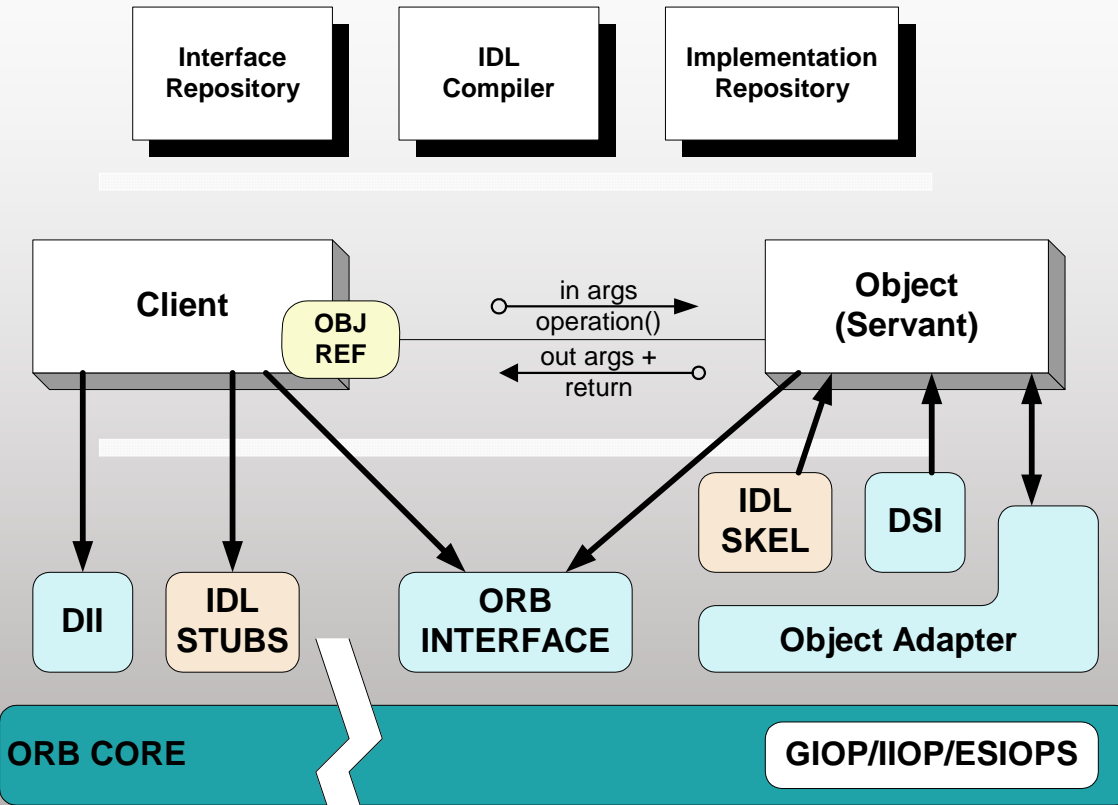 Interface
Repository
IDL
Compiler
Implementation
Repository
Client
OBJ
REF
in args
operation()
out args +
return
Object
(Servant)
DII
IDL
STUBS
ORB
INTERFACE
IDL
SKEL
DSI
Object Adapter
ORB CORE
GIOP/IIOP/ESIOPS